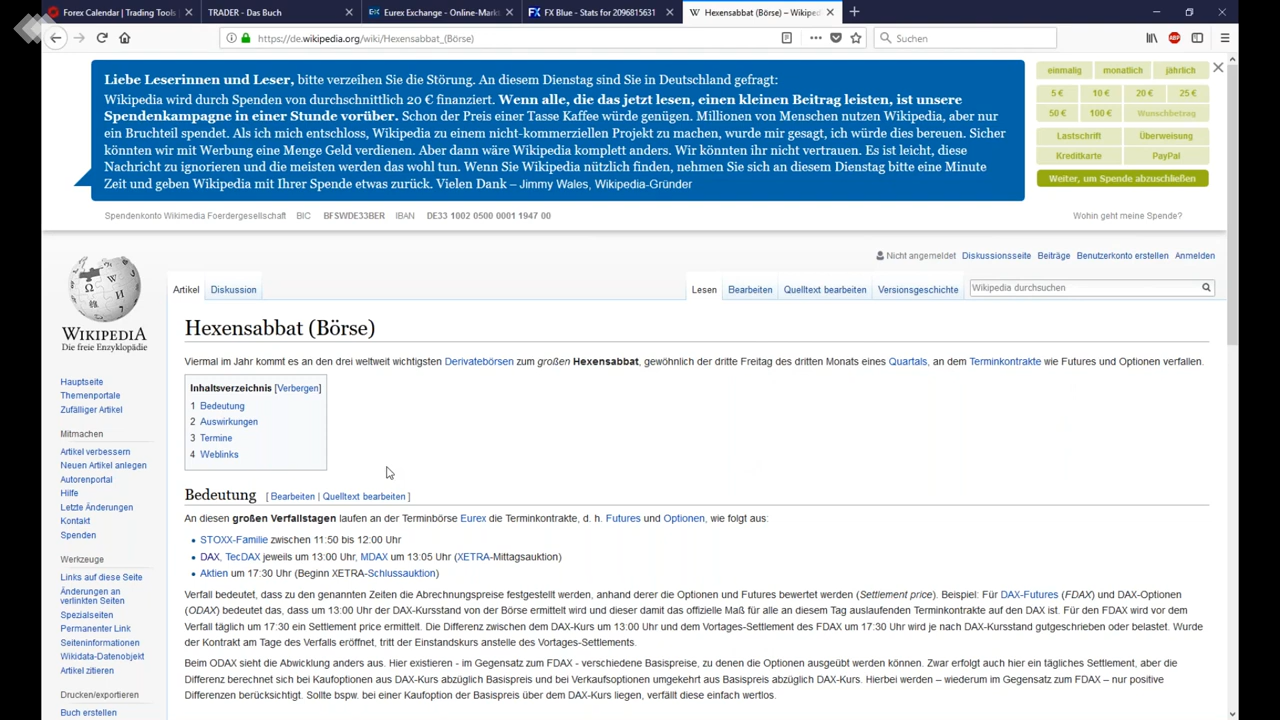 Forex Calendar | Trading Tools |
TRADER - Das Buch
Eurex Exchange - Online-Markt
FX Blue - Stats for 2096815631
Hexensabbat (Börse) – Wikiped
https://de.wikipedia.org/wiki/Hexensabbat_(Börse)
Suchen
ABP
Liebe Leserinnen und Leser, bitte verzeihen Sie die Störung. An diesem Dienstag sind Sie in Deutschland gefragt:
Wikipedia wird durch Spenden von durchschnittlich 20 € finanziert. Wenn alle, die das jetzt lesen, einen kleinen Beitrag leisten, ist unsere
Spendenkampagne in einer Stunde vorüber. Schon der Preis einer Tasse Kaffee würde genügen. Millionen von Menschen nutzen Wikipedia, aber nur
ein Bruchteil spendet. Als ich mich entschloss, Wikipedia zu einem nicht-kommerziellen Projekt zu machen, wurde mir gesagt, ich würde dies bereuen. Sicher
könnten wir mit Werbung eine Menge Geld verdienen. Aber dann wäre Wikipedia komplett anders. Wir könnten ihr nicht vertrauen. Es ist leicht, diese
Nachricht zu ignorieren und die meisten werden das wohl tun. Wenn Sie Wikipedia nützlich finden, nehmen Sie sich an diesem Dienstag bitte eine Minute
Zeit und geben Wikipedia mit Ihrer Spende etwas zurück. Vielen Dank – Jimmy Wales, Wikipedia-Gründer
einmalig monatlich jährlich
5 € 10 € 20 € 25 €
50 € 100 € Wunschbetrag
Lastschrift Überweisung
Kreditkarte PayPal
Weiter, um Spende abzuschließen
Spendenkonto Wikimedia Foerdergesellschaft BIC BFSWDE33BER IBAN DE33 1002 0500 0001 1947 00
Wohin geht meine Spende?
Nicht angemeldet Diskussionsseite Beiträge Benutzerkonto erstellen Anmelden
WIKIPEDIA
Die freie Enzyklopädie
Artikel Diskussion
Lesen Bearbeiten Quelltext bearbeiten Versionsgeschichte
Wikipedia durchsuchen
Hauptseite
Themenportale
Zufälliger Artikel
Mitmachen
Artikel verbessern
Neuen Artikel anlegen
Autorenportal
Hilfe
Letzte Änderungen
Kontakt
Spenden
Werkzeuge
Links auf diese Seite
Änderungen an
verlinkten Seiten
Spezialseiten
Permanenter Link
Seiteninformationen
Wikidata-Datenobjekt
Artikel zitieren
Drucken/exportieren
Buch erstellen
Hexensabbat (Börse)
Viermal im Jahr kommt es an den drei weltweit wichtigsten Derivatebörsen zum großen Hexensabbat, gewöhnlich der dritte Freitag des dritten Monats eines Quartals, an dem Terminkontrakte wie Futures und Optionen verfallen.
Inhaltsverzeichnis [Verbergen]
1 Bedeutung
2 Auswirkungen
3 Termine
4 Weblinks
Bedeutung [ Bearbeiten | Quelltext bearbeiten ]
An diesen großen Verfallstagen laufen an der Terminbörse Eurex die Terminkontrakte, d. h. Futures und Optionen, wie folgt aus:
STOXX-Familie zwischen 11:50 bis 12:00 Uhr
DAX, TecDAX jeweils um 13:00 Uhr, MDAX um 13:05 Uhr (XETRA-Mittagsauktion)
Aktien um 17:30 Uhr (Beginn XETRA-Schlussauktion)
Verfall bedeutet, dass zu den genannten Zeiten die Abrechnungspreise festgestellt werden, anhand derer die Optionen und Futures bewertet werden (Settlement price). Beispiel: Für DAX-Futures (FDAX) und DAX-Optionen
(ODAX) bedeutet das, dass um 13:00 Uhr der DAX-Kursstand von der Börse ermittelt wird und dieser damit das offizielle Maß für alle an diesem Tag auslaufenden Terminkontrakte auf den DAX ist. Für den FDAX wird vor dem
Verfall täglich um 17:30 ein Settlement price ermittelt. Die Differenz zwischen dem DAX-Kurs um 13:00 Uhr und dem Vortages-Settlement des FDAX um 17:30 Uhr wird je nach DAX-Kursstand gutgeschrieben oder belastet. Wurde
der Kontrakt am Tage des Verfalls eröffnet, tritt der Einstandskurs anstelle des Vortages-Settlements.
Beim ODAX sieht die Abwicklung anders aus. Hier existieren - im Gegensatz zum FDAX - verschiedene Basispreise, zu denen die Optionen ausgeübt werden können. Zwar erfolgt auch hier ein tägliches Settlement, aber die
Differenz berechnet sich bei Kaufoptionen aus DAX-Kurs abzüglich Basispreis und bei Verkaufsoptionen umgekehrt aus Basispreis abzüglich DAX-Kurs. Hierbei werden – wiederum im Gegensatz zum FDAX – nur positive
Differenzen berücksichtigt. Sollte bspw. bei einer Kaufoption der Basispreis über dem DAX-Kurs liegen, verfällt diese einfach wertlos.